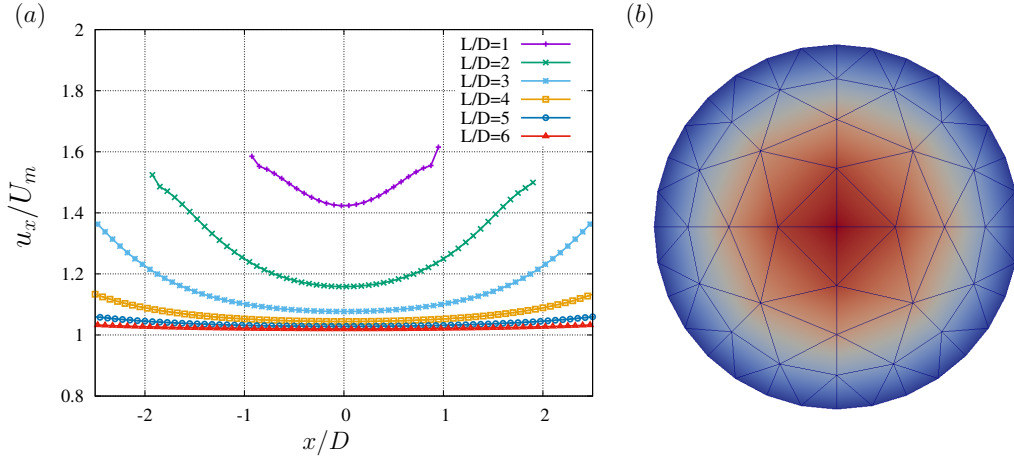 (a)
(b)
2
1.8
1.6
1.4
1.2
1
0.8
u_x/U_m
L/D=1
L/D=2
L/D=3
L/D=4
L/D=5
L/D=6
-2
-1
0
1
2
x/D